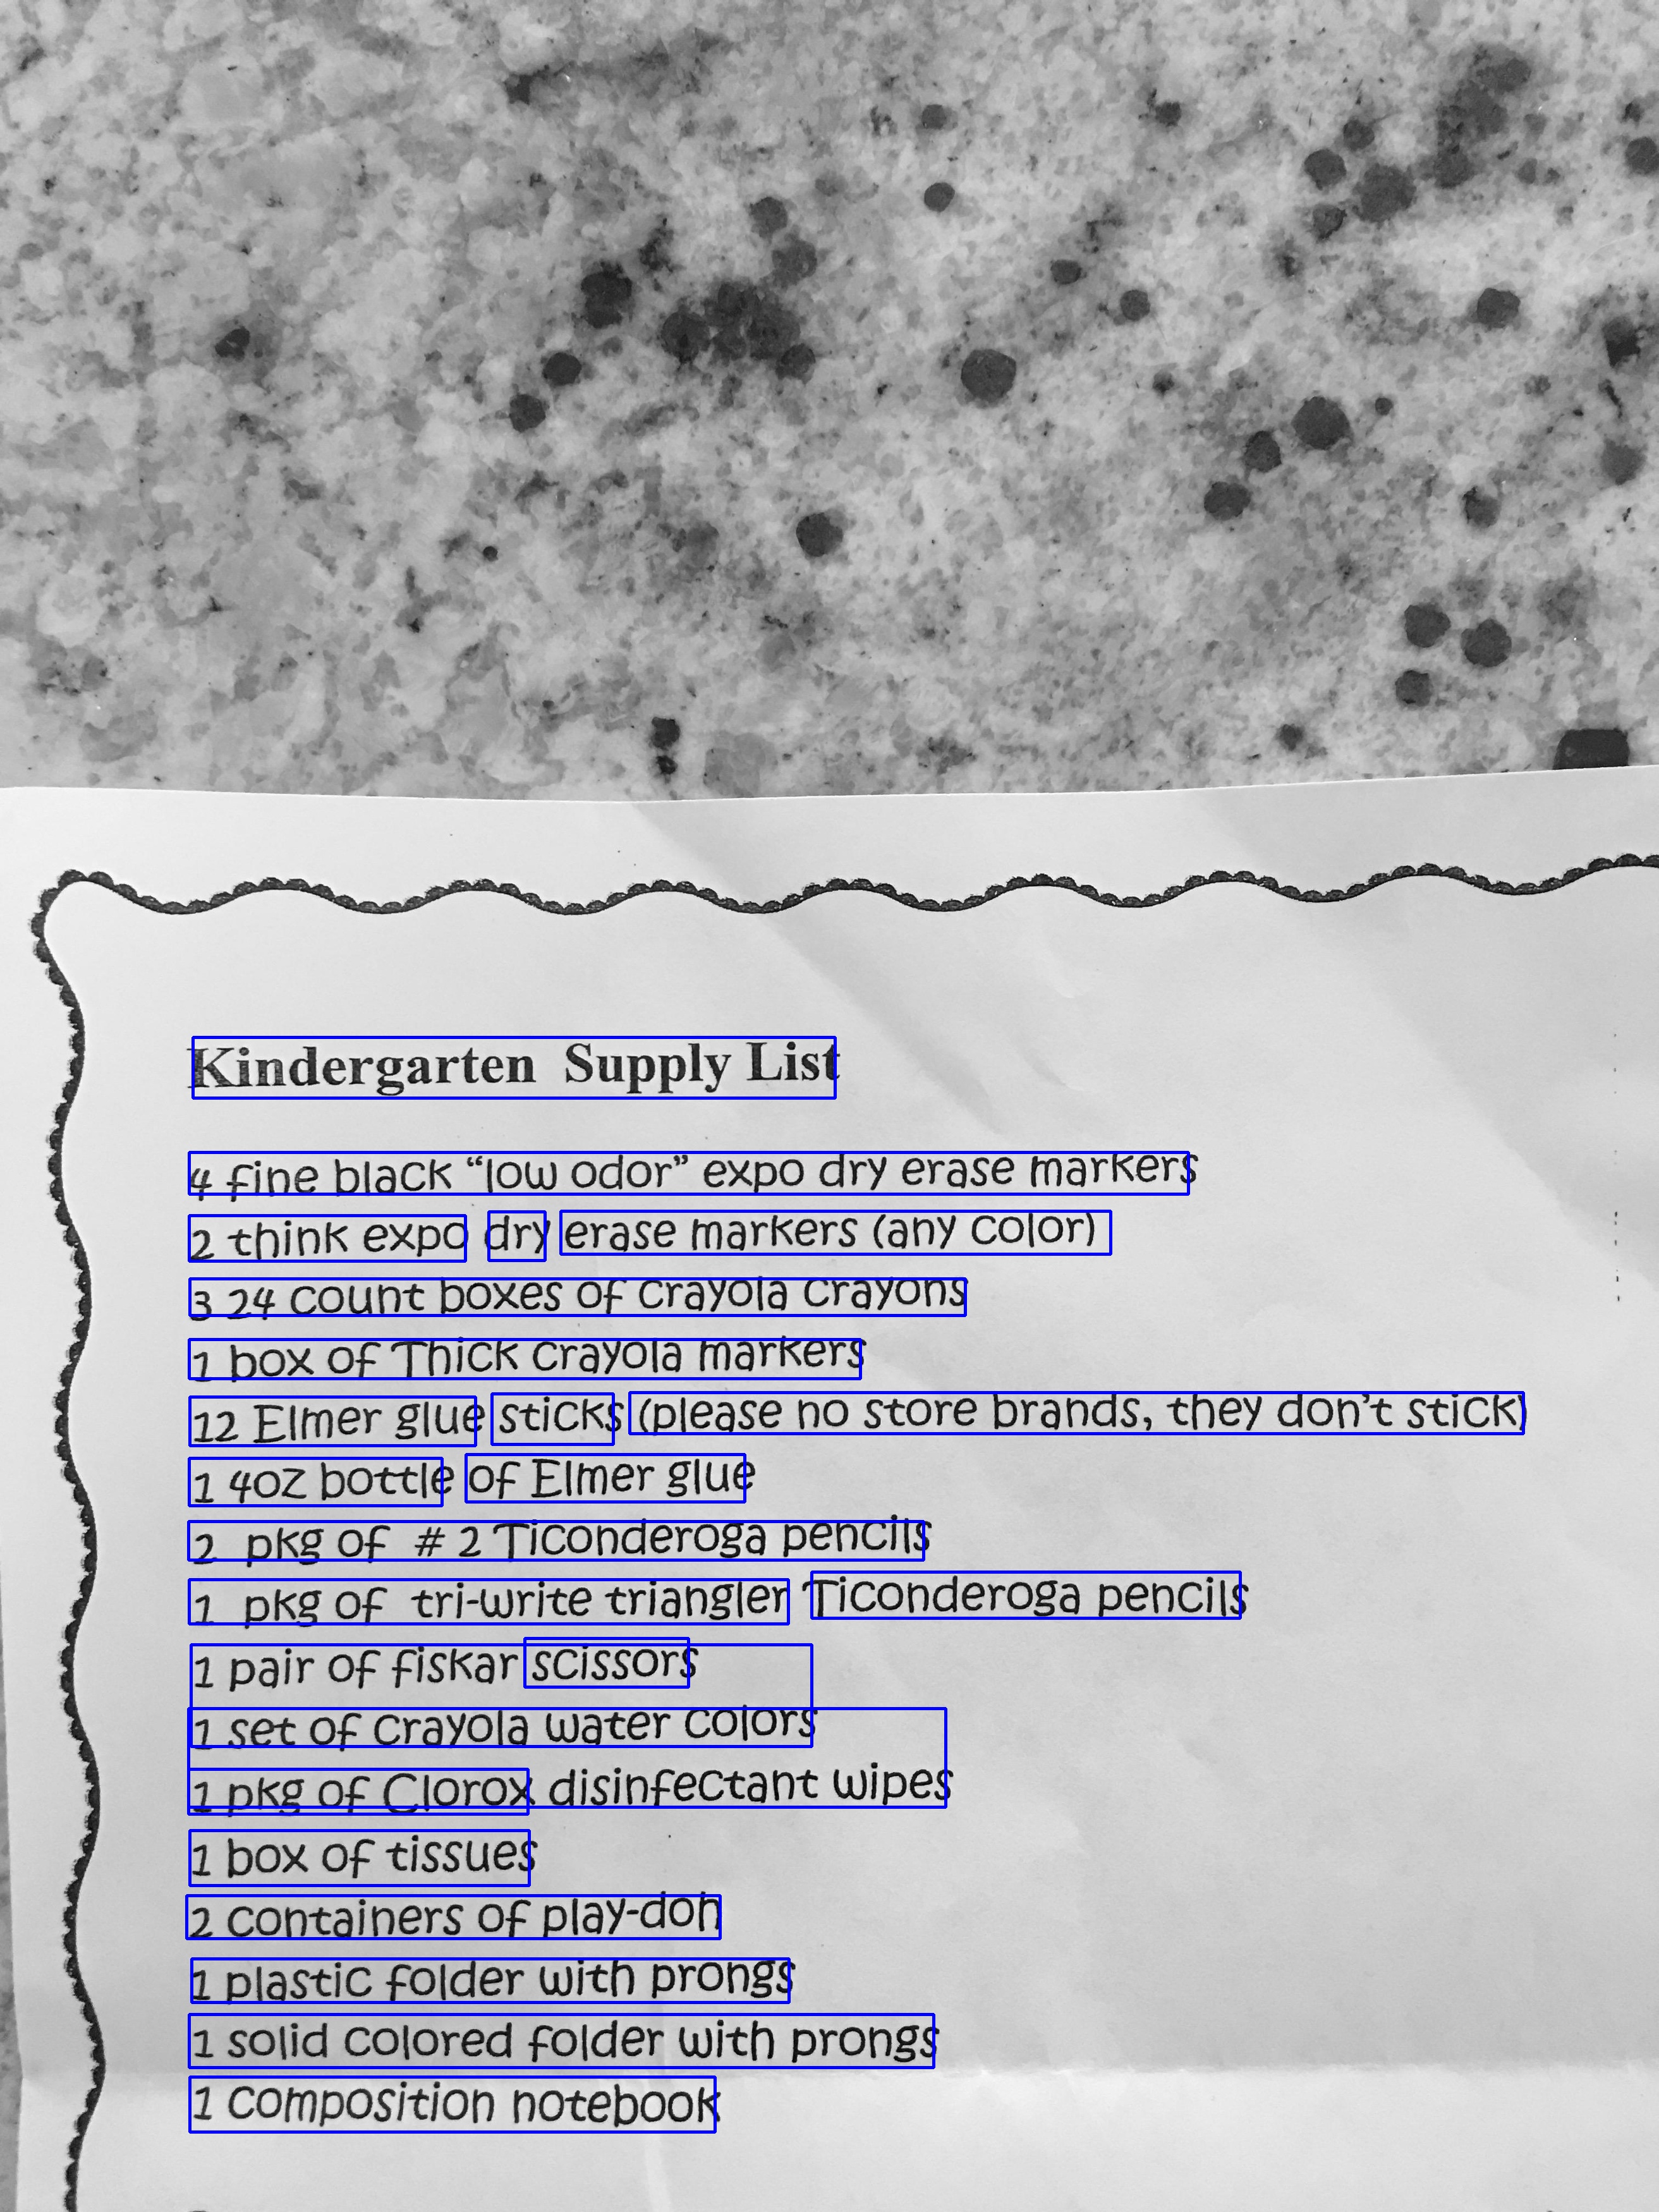 Kindergarten Supply List
4 fine black “low odor” expo dry erase markers
2 think expo dry erase markers (any color)
3 24 count boxes of Crayola Crayons
1 box of Thick Crayola markers
12 Elmer glue sticks (please no store brands, they don’t stick)
1 4oz bottle of Elmer glue
2 pkg of # 2 Ticonderoga pencils
1 pkg of tri-write triangler Ticonderoga pencils
1 pair of fiskar scissors
1 set of Crayola water colors
1 pkg of Clorox disinfectant wipes
1 box of tissues
2 containers of play-doh
1 plastic folder with prongs
1 solid colored folder with prongs
1 composition notebook